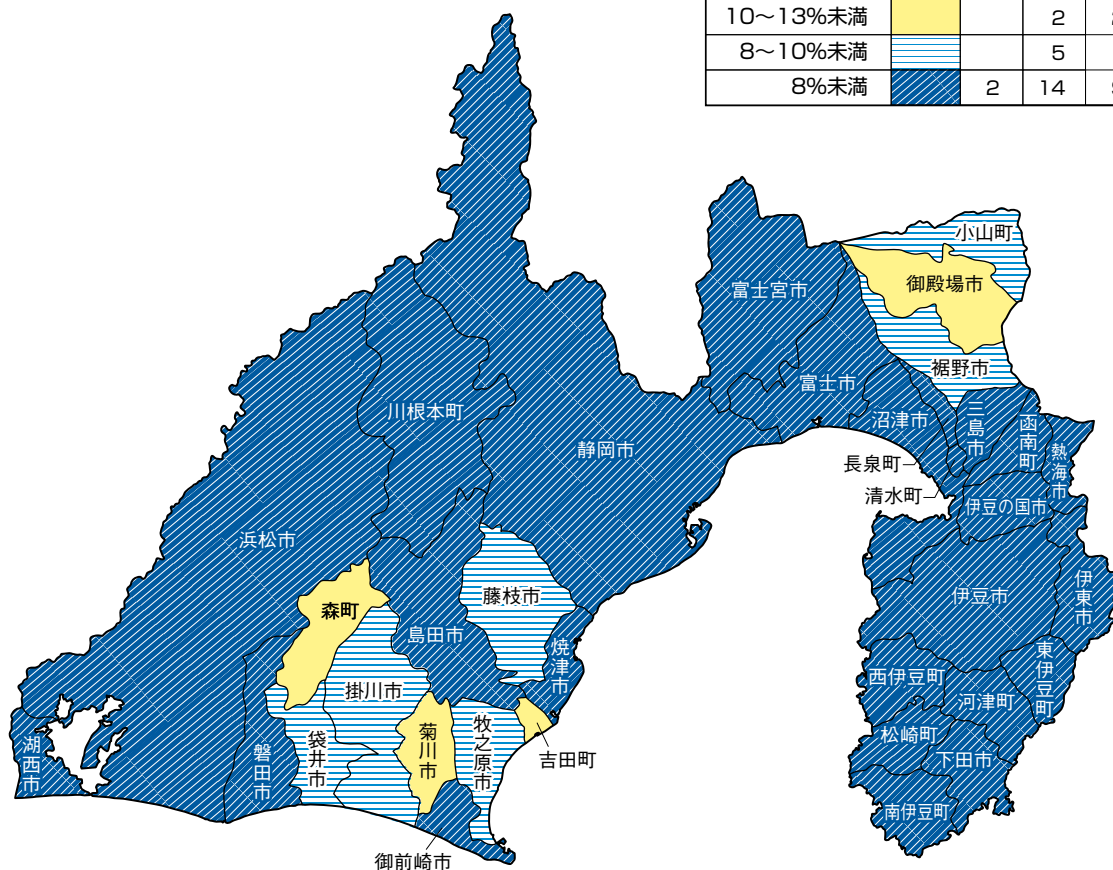 10～13%未満 2
8～10%未満 5
8%未満 2 14
小山町
御殿場市
富士宮市
裾野市
富士市
沼津市
三島市
函南町
熱海市
川根本町
静岡市
長泉町
清水町
伊豆の国市
浜松市
伊豆市
伊東市
藤枝市
森町
島田市
焼津市
東伊豆町
西伊豆町
河津町
掛川市
菊川市
牧之原市
松崎町
下田市
湖西市
磐田市
袋井市
吉田町
南伊豆町
御前崎市